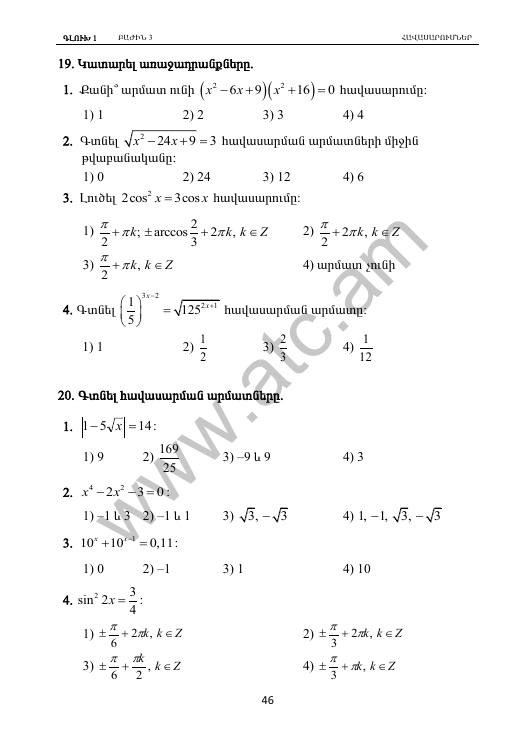 ԳԼՈՒԽ 1 ԲԱԺԻՆ 3 ՀԱՎԱՍԱՐՈՒՄՆԵՐ
19. Կատարել առաջադրանքները.
1. Քանի՞ արմատ ունի (x² − 6x + 9)(x² + 16) = 0 հավասարումը:
1) 1 2) 2 3) 3 4) 4
2. Գտնել √(x² − 24x + 9) = 3 հավասարման արմատների միջին
թվաբանականը:
1) 0 2) 24 3) 12 4) 6
3. Լուծել 2cos² x = 3cos x հավասարումը:
1) π/2 + πk; ± arccos 2/3 + 2πk, k ∈ Z 2) π/2 + 2πk, k ∈ Z
3) π/2 + πk, k ∈ Z 4) արմատ չունի
4. Գտնել (1/5)^(3x−2) = √(125^(2x+1)) հավասարման արմատը:
1) 1 2) 1/2 3) 2/3 4) 1/12
20. Գտնել հավասարման արմատները.
1. |1 − 5√x| = 14:
1) 9 2) 169/25 3) –9 և 9 4) 3
2. x⁴ − 2x² − 3 = 0:
1) –1 և 3 2) –1 և 1 3) √3, −√3 4) 1, −1, √3, −√3
3. 10^x + 10^(x−1) = 0,11:
1) 0 2) –1 3) 1 4) 10
4. sin² 2x = 3/4:
1) ± π/6 + 2πk, k ∈ Z 2) ± π/3 + 2πk, k ∈ Z
3) ± π/6 + πk/2, k ∈ Z 4) ± π/3 + πk, k ∈ Z
46
www.atc.am